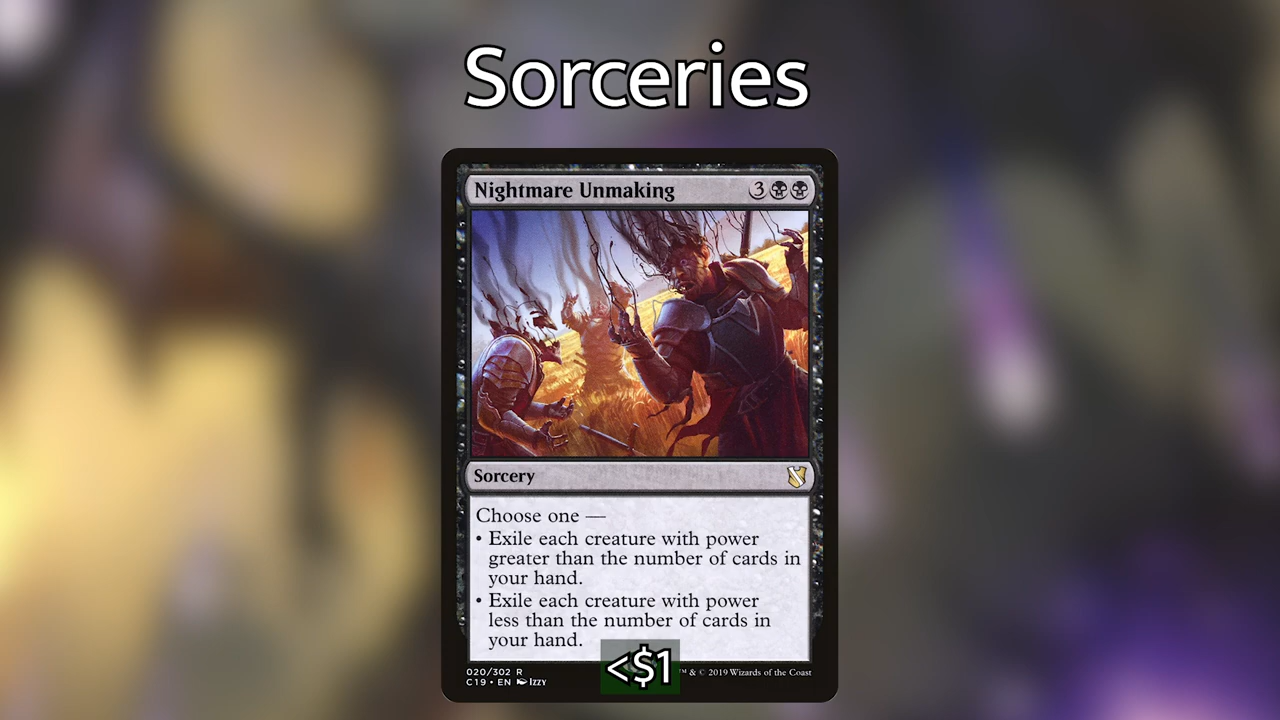 Sorceries
Nightmare Unmaking 3
Sorcery
Choose one —
• Exile each creature with power
greater than the number of cards in
your hand.
• Exile each creature with power
less than the number of cards in
your hand.
<$1
020/302 R
C19 • EN Izzy
™ & © 2019 Wizards of the Coast